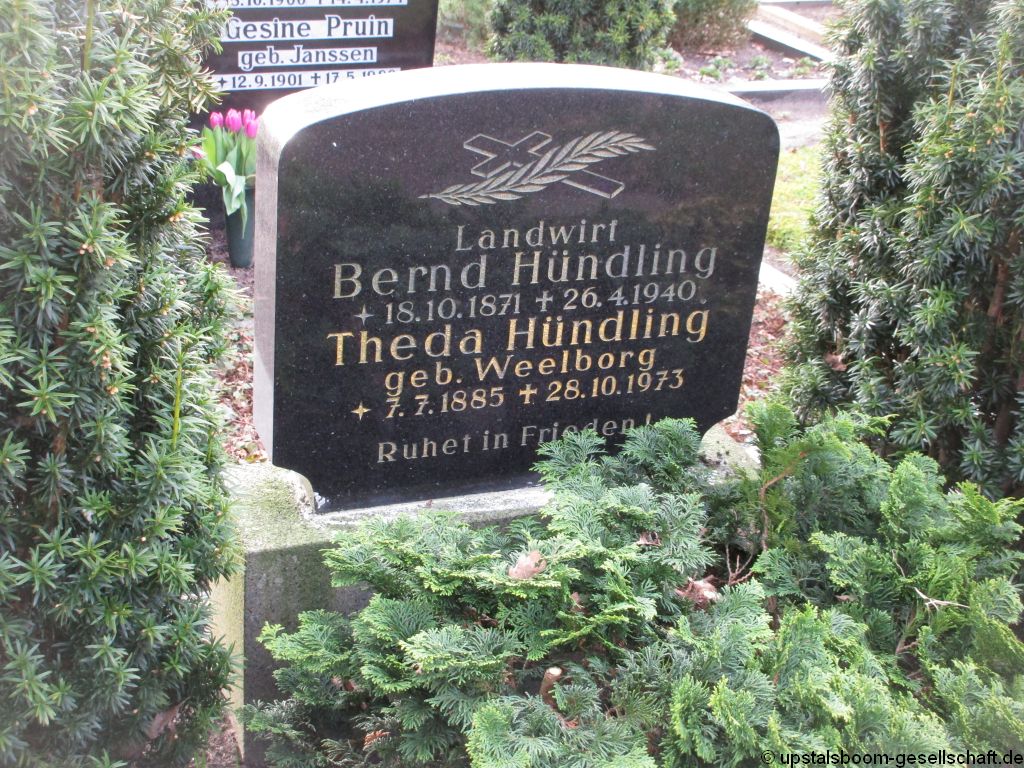 Gesine Pruin
geb. Janssen
Landwirt
Bernd Hündling
18.10.1871 ✝ 26.4.1940
Theda Hündling
geb. Weelborg
7.7.1885 ✝ 28.10.1973
Ruhet in Frieden!
© upstalsboom-gesellschaft.de